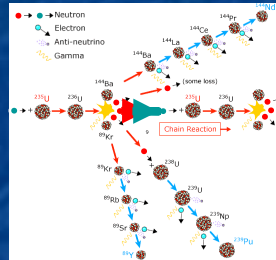 Neutron
Electron
Anti-neutrino
Gamma
¹⁴⁴Nd
¹⁴⁴Pr
¹⁴⁴Ce
¹⁴⁴La
¹⁴⁴Ba
(some loss)
¹⁴⁴Ba
²³⁵U
²³⁶U
²³⁵U
²³⁶U
Chain Reaction
⁸⁹Kr
⁸⁹Kr
²³⁸U
⁸⁹Rb
²³⁹U
⁸⁹Sr
²³⁹Np
⁸⁹Y
²³⁹Pu